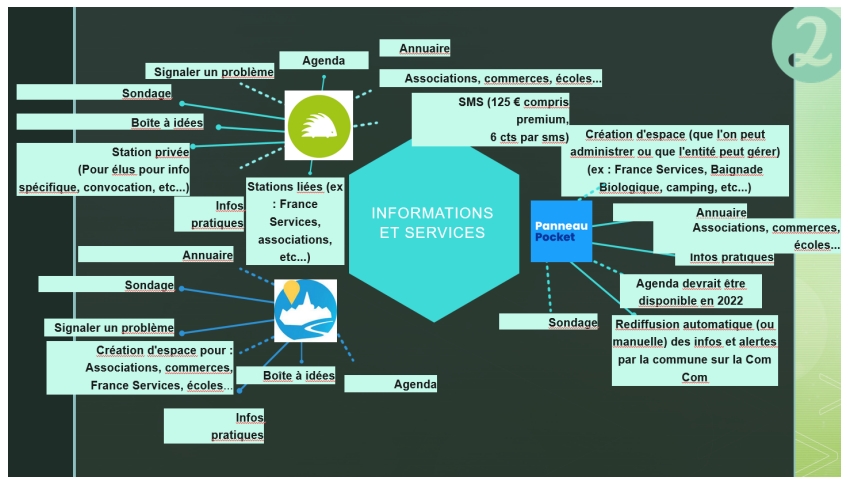 2
Agenda
Annuaire
Signaler un problème
Associations, commerces, écoles...
Sondage
SMS (125 € compris
premium,
6 cts par sms)
Boîte à idées
Station privée
(Pour élus pour info
spécifique, convocation, etc...)
Infos
pratiques
Stations liées (ex
: France
Services,
associations,
etc...)
INFORMATIONS
ET SERVICES
Création d'espace (que l'on peut
administrer ou que l'entité peut gérer)
(ex : France Services, Baignade
Biologique, camping, etc...)
Panneau
Pocket
Annuaire
Associations, commerces,
écoles...
Infos pratiques
Agenda devrait être
disponible en 2022
Sondage
Rediffusion automatique (ou
manuelle) des infos et alertes
par la commune sur la Com
Com
Annuaire
Sondage
Signaler un problème
Création d'espace pour :
Associations, commerces,
France Services, écoles...
Boîte à idées
Agenda
Infos
pratiques